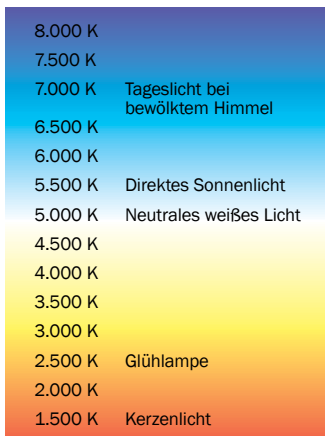 8.000 K
7.500 K
7.000 K Tageslicht bei
bewölktem Himmel
6.500 K
6.000 K
5.500 K Direktes Sonnenlicht
5.000 K Neutrales weißes Licht
4.500 K
4.000 K
3.500 K
3.000 K
2.500 K Glühlampe
2.000 K
1.500 K Kerzenlicht